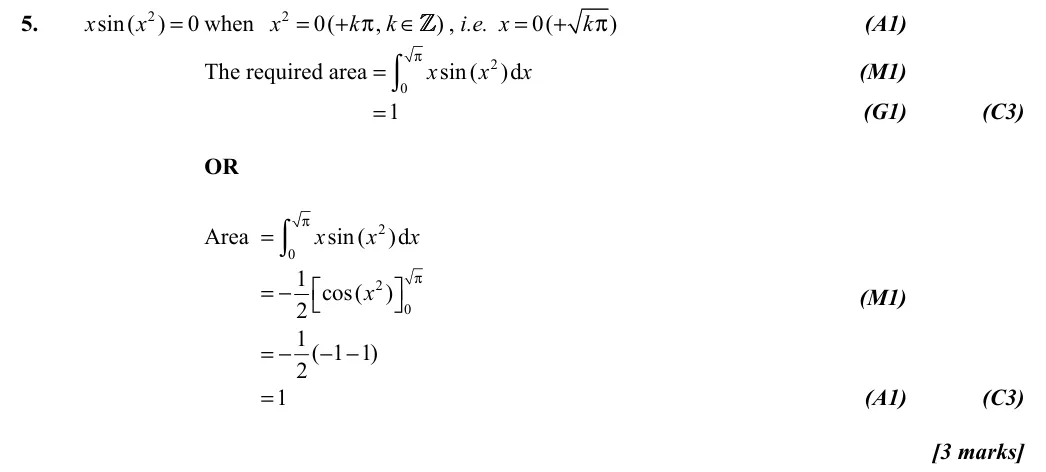 5. x sin(x²) = 0 when x² = 0(+kπ, k ∈ ℤ), i.e. x = 0(+√kπ) (A1)
The required area = ∫₀^√π x sin(x²)dx (M1)
= 1 (G1) (C3)
OR
Area = ∫₀^√π x sin(x²)dx
= −1/2[cos(x²)]₀^√π (M1)
= −1/2(−1−1)
= 1 (A1) (C3)
[3 marks]